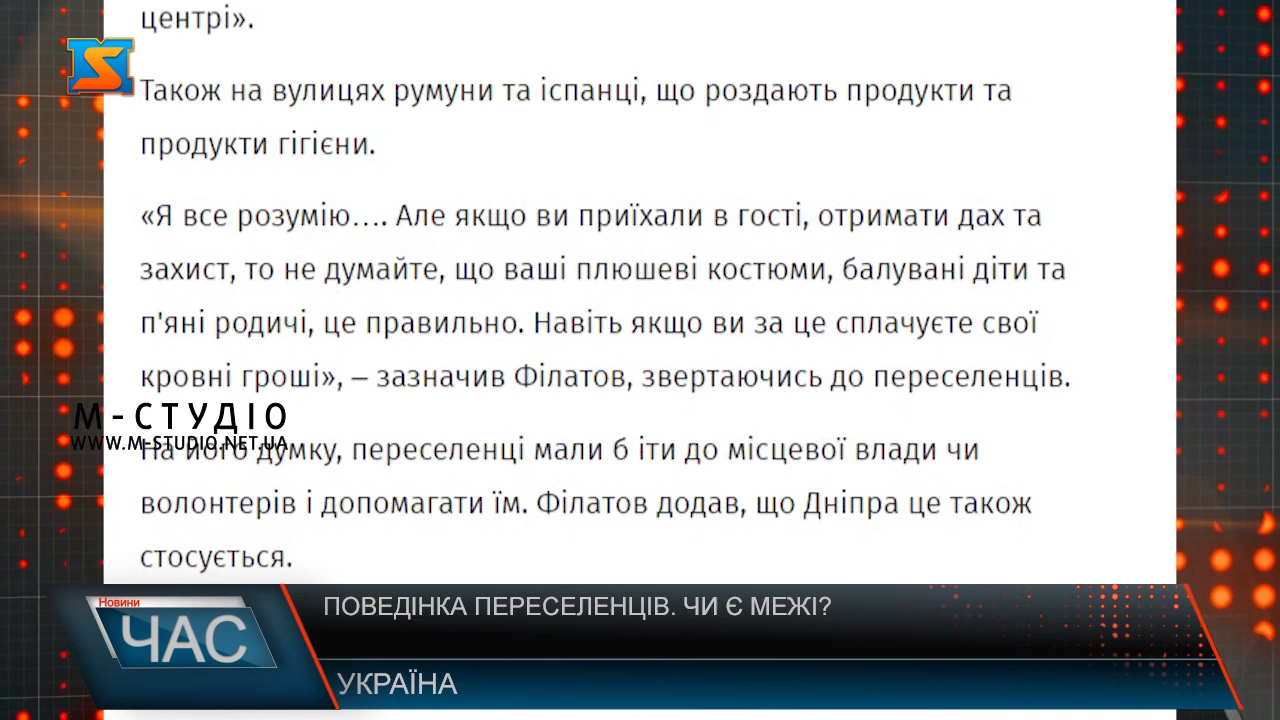 центрі».
Також на вулицях румуни та іспанці, що роздають продукти та
продукти гігієни.
«Я все розумію…. Але якщо ви приїхали в гості, отримати дах та
захист, то не думайте, що ваші плюшеві костюми, балувані діти та
п'яні родичі, це правильно. Навіть якщо ви за це сплачуєте свої
кровні гроші», – зазначив Філатов, звертаючись до переселенців.
М-СТУДІО
WWW.M-STUDIO.NET.UA
На його думку, переселенці мали б іти до місцевої влади чи
волонтерів і допомагати їм. Філатов додав, що Дніпра це також
стосується.
Новини
ЧАС
ПОВЕДІНКА ПЕРЕСЕЛЕНЦІВ. ЧИ Є МЕЖІ?
УКРАЇНА